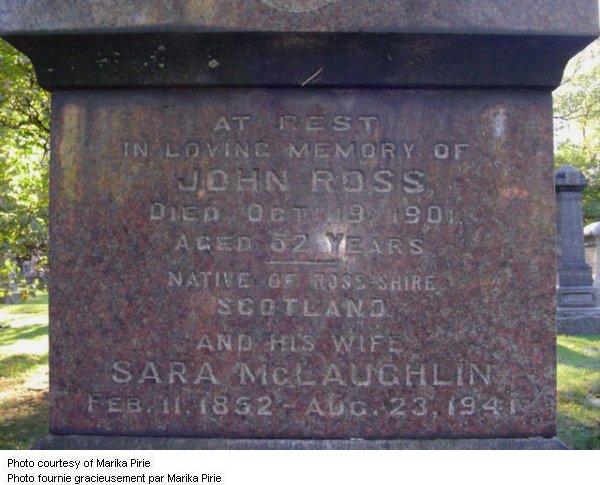 AT REST
IN LOVING MEMORY OF
JOHN ROSS,
DIED OCT. 19, 1901,
AGED 52 YEARS
NATIVE OF ROSS-SHIRE
SCOTLAND
AND HIS WIFE
SARA MCLAUGHLIN
FEB. 11. 1852 - AUG. 23. 1941
Photo courtesy of Marika Pirie
Photo fournie gracieusement par Marika Pirie